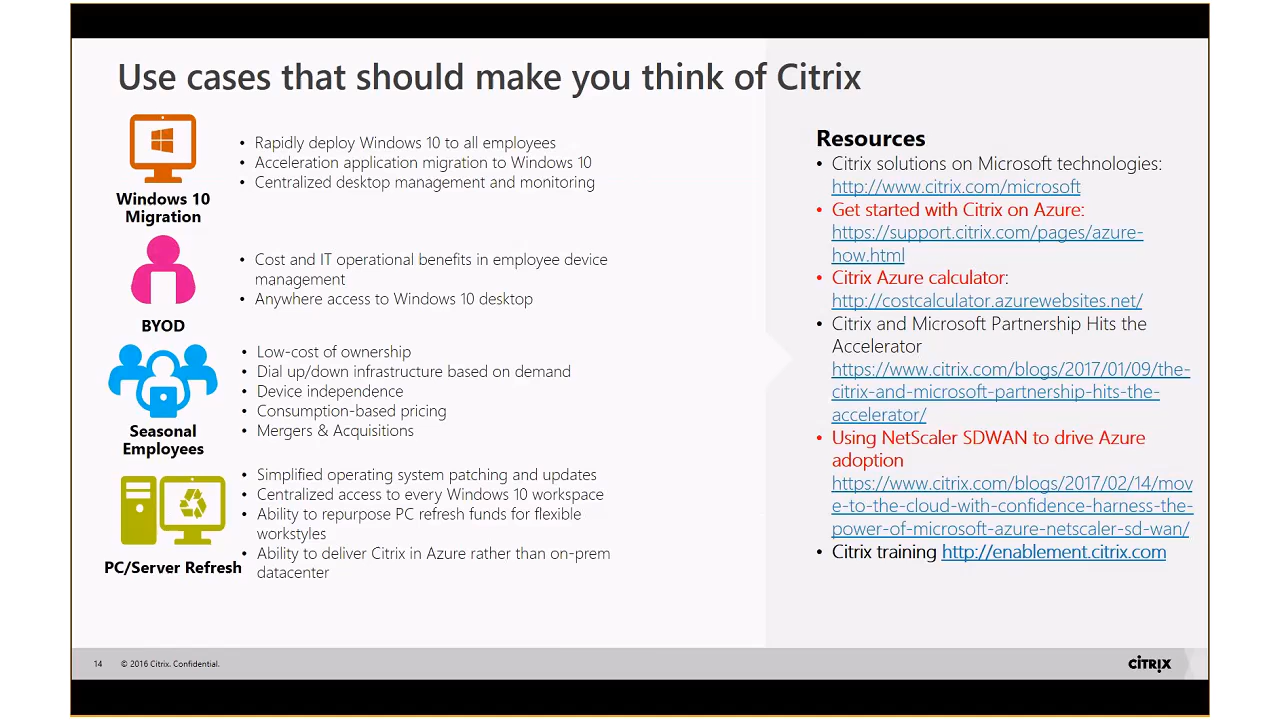 Use cases that should make you think of Citrix
Windows 10
Migration
• Rapidly deploy Windows 10 to all employees
• Acceleration application migration to Windows 10
• Centralized desktop management and monitoring
BYOD
• Cost and IT operational benefits in employee device
management
• Anywhere access to Windows 10 desktop
Seasonal
Employees
• Low-cost of ownership
• Dial up/down infrastructure based on demand
• Device independence
• Consumption-based pricing
• Mergers & Acquisitions
PC/Server Refresh
• Simplified operating system patching and updates
• Centralized access to every Windows 10 workspace
• Ability to repurpose PC refresh funds for flexible
workstyles
• Ability to deliver Citrix in Azure rather than on-prem
datacenter
Resources
• Citrix solutions on Microsoft technologies:
http://www.citrix.com/microsoft
• Get started with Citrix on Azure:
https://support.citrix.com/pages/azure-
how.html
• Citrix Azure calculator:
http://costcalculator.azurewebsites.net/
• Citrix and Microsoft Partnership Hits the
Accelerator
https://www.citrix.com/blogs/2017/01/09/the-
citrix-and-microsoft-partnership-hits-the-
accelerator/
• Using NetScaler SDWAN to drive Azure
adoption
https://www.citrix.com/blogs/2017/02/14/mov
e-to-the-cloud-with-confidence-harness-the-
power-of-microsoft-azure-netscaler-sd-wan/
• Citrix training http://enablement.citrix.com
14 © 2016 Citrix. Confidential.
CITRIX